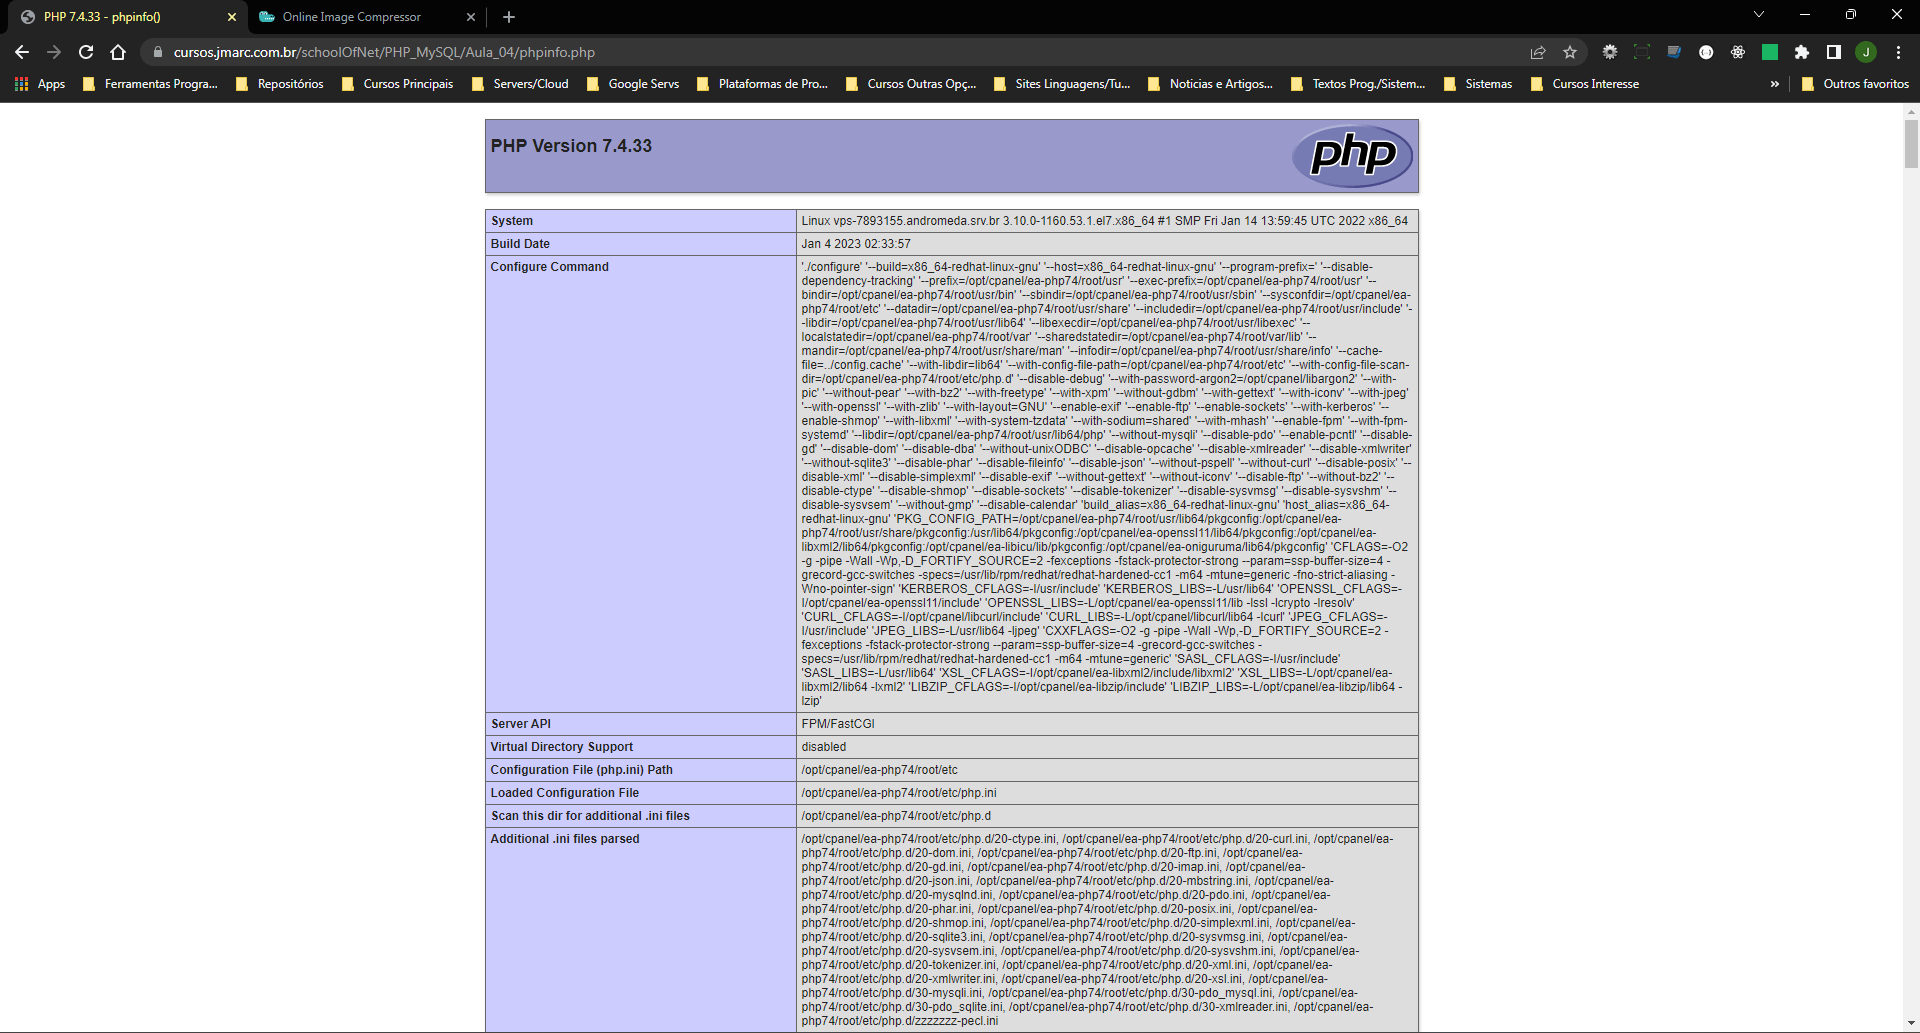 PHP 7.4.33 - phpinfo()
Online Image Compressor
cursos.jmarc.com.br/schoolOfNet/PHP_MySQL/Aula_04/phpinfo.php
J
Apps
Ferramentas Progra...
Repositórios
Cursos Principais
Servers/Cloud
Google Servs
Plataformas de Pro...
Cursos Outras Opç...
Sites Linguagens/Tu...
Noticias e Artigos...
Textos Prog./Sistem...
Sistemas
Cursos Interesse
»
Outros favoritos
PHP Version 7.4.33
php
System
Linux vps-7893155.andromeda.srv.br 3.10.0-1160.53.1.el7.x86_64 #1 SMP Fri Jan 14 13:59:45 UTC 2022 x86_64
Build Date
Jan 4 2023 02:33:57
Configure Command
'./configure' '--build=x86_64-redhat-linux-gnu' '--host=x86_64-redhat-linux-gnu' '--program-prefix=' '--disable-
dependency-tracking' '--prefix=/opt/cpanel/ea-php74/root/usr' '--exec-prefix=/opt/cpanel/ea-php74/root/usr' '--
bindir=/opt/cpanel/ea-php74/root/usr/bin' '--sbindir=/opt/cpanel/ea-php74/root/usr/sbin' '--sysconfdir=/opt/cpanel/ea-
php74/root/etc' '--datadir=/opt/cpanel/ea-php74/root/usr/share' '--includedir=/opt/cpanel/ea-php74/root/usr/include' '-
-libdir=/opt/cpanel/ea-php74/root/usr/lib64' '--libexecdir=/opt/cpanel/ea-php74/root/usr/libexec' '--
localstatedir=/opt/cpanel/ea-php74/root/var' '--sharedstatedir=/opt/cpanel/ea-php74/root/var/lib' '--
mandir=/opt/cpanel/ea-php74/root/usr/share/man' '--infodir=/opt/cpanel/ea-php74/root/usr/share/info' '--cache-
file=../config.cache' '--with-libdir=lib64' '--with-config-file-path=/opt/cpanel/ea-php74/root/etc' '--with-config-file-scan-
dir=/opt/cpanel/ea-php74/root/etc/php.d' '--disable-debug' '--with-password-argon2=/opt/cpanel/libargon2' '--with-
pic' '--without-pear' '--with-bz2' '--with-freetype' '--with-xpm' '--without-gdbm' '--with-gettext' '--with-iconv' '--with-jpeg'
'--with-openssl' '--with-zlib' '--with-layout=GNU' '--enable-exif' '--enable-ftp' '--enable-sockets' '--with-kerberos' '--
enable-shmop' '--with-libxml' '--with-system-tzdata' '--with-sodium=shared' '--with-mhash' '--enable-fpm' '--with-fpm-
systemd' '--libdir=/opt/cpanel/ea-php74/root/usr/lib64/php' '--without-mysqli' '--disable-pdo' '--enable-pcntl' '--disable-
gd' '--disable-dom' '--disable-dba' '--without-unixODBC' '--disable-opcache' '--disable-xmlreader' '--disable-xmlwriter'
'--without-sqlite3' '--disable-phar' '--disable-fileinfo' '--disable-json' '--without-pspell' '--without-curl' '--disable-posix' '--
disable-xml' '--disable-simplexml' '--disable-exif' '--without-gettext' '--without-iconv' '--disable-ftp' '--without-bz2' '--
disable-ctype' '--disable-shmop' '--disable-sockets' '--disable-tokenizer' '--disable-sysvmsg' '--disable-sysvshm' '--
disable-sysvsem' '--without-gmp' '--disable-calendar' 'build_alias=x86_64-redhat-linux-gnu' 'host_alias=x86_64-
redhat-linux-gnu' 'PKG_CONFIG_PATH=/opt/cpanel/ea-php74/root/usr/lib64/pkgconfig:/opt/cpanel/ea-
php74/root/usr/share/pkgconfig:/usr/lib64/pkgconfig:/opt/cpanel/ea-openssl11/lib64/pkgconfig:/opt/cpanel/ea-
libxml2/lib64/pkgconfig:/opt/cpanel/ea-libicu/lib/pkgconfig:/opt/cpanel/ea-oniguruma/lib64/pkgconfig' 'CFLAGS=-O2
-g -pipe -Wall -Wp,-D_FORTIFY_SOURCE=2 -fexceptions -fstack-protector-strong --param=ssp-buffer-size=4 -
grecord-gcc-switches -specs=/usr/lib/rpm/redhat/redhat-hardened-cc1 -m64 -mtune=generic -fno-strict-aliasing -
Wno-pointer-sign' 'KERBEROS_CFLAGS=-I/usr/include' 'KERBEROS_LIBS=-L/usr/lib64' 'OPENSSL_CFLAGS=-
I/opt/cpanel/ea-openssl11/include' 'OPENSSL_LIBS=-L/opt/cpanel/ea-openssl11/lib -lssl -lcrypto -lresolv'
'CURL_CFLAGS=-I/opt/cpanel/libcurl/include' 'CURL_LIBS=-L/opt/cpanel/libcurl/lib64 -lcurl' 'JPEG_CFLAGS=-
I/usr/include' 'JPEG_LIBS=-L/usr/lib64 -ljpeg' 'CXXFLAGS=-O2 -g -pipe -Wall -Wp,-D_FORTIFY_SOURCE=2 -
fexceptions -fstack-protector-strong --param=ssp-buffer-size=4 -grecord-gcc-switches -
specs=/usr/lib/rpm/redhat/redhat-hardened-cc1 -m64 -mtune=generic' 'SASL_CFLAGS=-I/usr/include'
'SASL_LIBS=-L/usr/lib64' 'XSL_CFLAGS=-I/opt/cpanel/ea-libxml2/include/libxml2' 'XSL_LIBS=-L/opt/cpanel/ea-
libxml2/lib64 -lxml2' 'LIBZIP_CFLAGS=-I/opt/cpanel/ea-libzip/include' 'LIBZIP_LIBS=-L/opt/cpanel/ea-libzip/lib64 -
lzip'
Server API
FPM/FastCGI
Virtual Directory Support
disabled
Configuration File (php.ini) Path
/opt/cpanel/ea-php74/root/etc
Loaded Configuration File
/opt/cpanel/ea-php74/root/etc/php.ini
Scan this dir for additional .ini files
/opt/cpanel/ea-php74/root/etc/php.d
Additional .ini files parsed
/opt/cpanel/ea-php74/root/etc/php.d/20-ctype.ini, /opt/cpanel/ea-php74/root/etc/php.d/20-curl.ini, /opt/cpanel/ea-
php74/root/etc/php.d/20-dom.ini, /opt/cpanel/ea-php74/root/etc/php.d/20-ftp.ini, /opt/cpanel/ea-
php74/root/etc/php.d/20-gd.ini, /opt/cpanel/ea-php74/root/etc/php.d/20-imap.ini, /opt/cpanel/ea-
php74/root/etc/php.d/20-json.ini, /opt/cpanel/ea-php74/root/etc/php.d/20-mbstring.ini, /opt/cpanel/ea-
php74/root/etc/php.d/20-mysqlnd.ini, /opt/cpanel/ea-php74/root/etc/php.d/20-pdo.ini, /opt/cpanel/ea-
php74/root/etc/php.d/20-phar.ini, /opt/cpanel/ea-php74/root/etc/php.d/20-posix.ini, /opt/cpanel/ea-
php74/root/etc/php.d/20-shmop.ini, /opt/cpanel/ea-php74/root/etc/php.d/20-simplexml.ini, /opt/cpanel/ea-
php74/root/etc/php.d/20-sqlite3.ini, /opt/cpanel/ea-php74/root/etc/php.d/20-sysvmsg.ini, /opt/cpanel/ea-
php74/root/etc/php.d/20-sysvsem.ini, /opt/cpanel/ea-php74/root/etc/php.d/20-sysvshm.ini, /opt/cpanel/ea-
php74/root/etc/php.d/20-tokenizer.ini, /opt/cpanel/ea-php74/root/etc/php.d/20-xml.ini, /opt/cpanel/ea-
php74/root/etc/php.d/20-xmlwriter.ini, /opt/cpanel/ea-php74/root/etc/php.d/20-xsl.ini, /opt/cpanel/ea-
php74/root/etc/php.d/30-mysqli.ini, /opt/cpanel/ea-php74/root/etc/php.d/30-pdo_mysql.ini, /opt/cpanel/ea-
php74/root/etc/php.d/30-pdo_sqlite.ini, /opt/cpanel/ea-php74/root/etc/php.d/30-xmlreader.ini, /opt/cpanel/ea-
php74/root/etc/php.d/zzzzzzz-pecl.ini